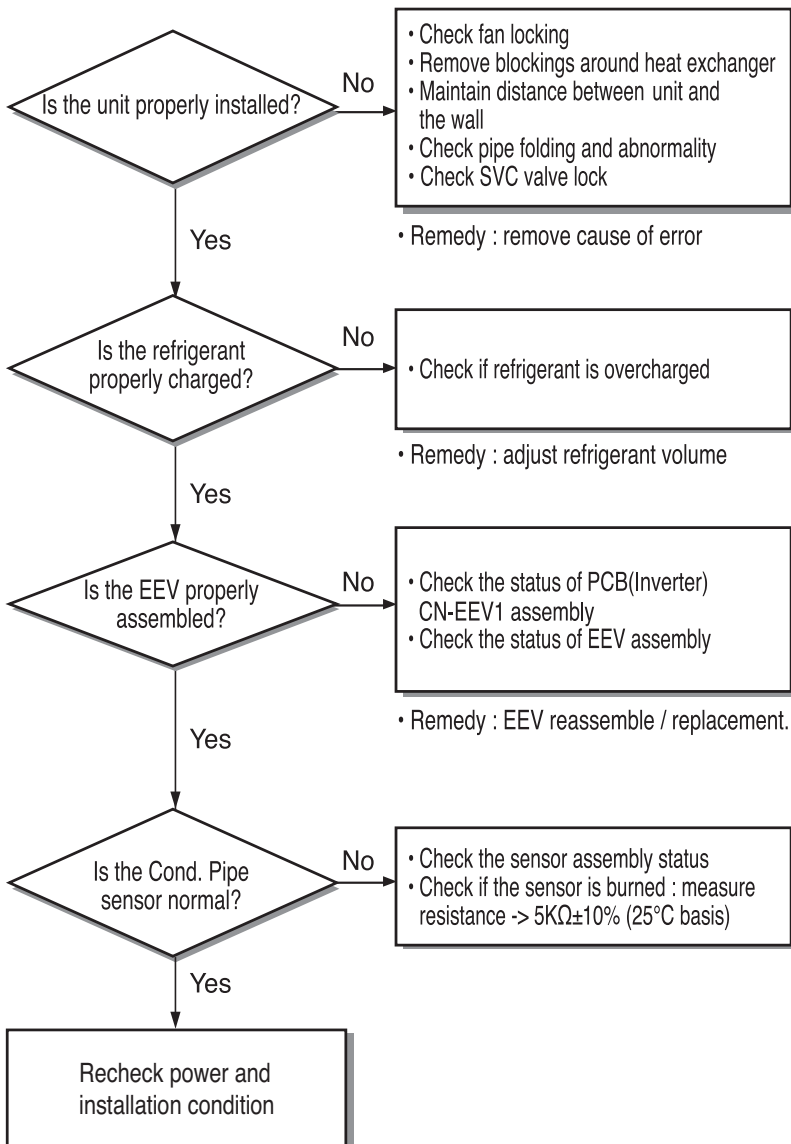 Is the unit properly installed?
No
• Check fan locking
• Remove blockings around heat exchanger
• Maintain distance between unit and
the wall
• Check pipe folding and abnormality
• Check SVC valve lock
• Remedy : remove cause of error
Yes
Is the refrigerant
properly charged?
No
• Check if refrigerant is overcharged
• Remedy : adjust refrigerant volume
Yes
Is the EEV properly
assembled?
No
• Check the status of PCB(Inverter)
CN-EEV1 assembly
• Check the status of EEV assembly
• Remedy : EEV reassemble / replacement.
Yes
Is the Cond. Pipe
sensor normal?
No
• Check the sensor assembly status
• Check if the sensor is burned : measure
resistance -> 5KΩ±10% (25°C basis)
Yes
Recheck power and
installation condition